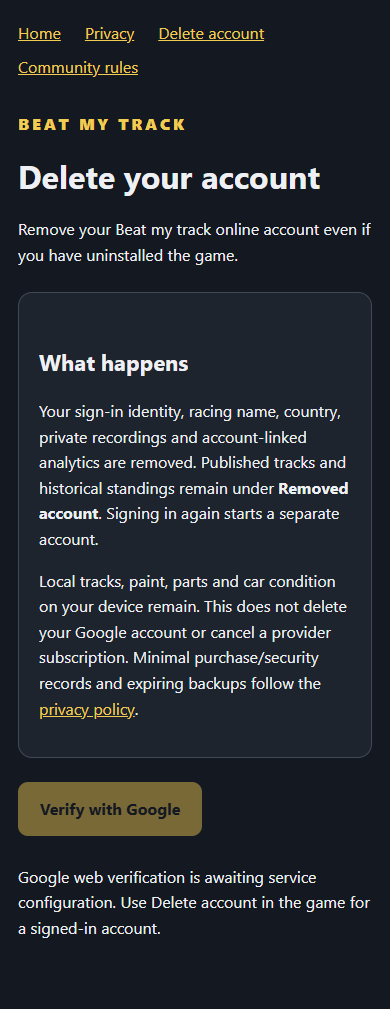 Home Privacy Delete account
Community rules
BEAT MY TRACK
Delete your account
Remove your Beat my track online account even if
you have uninstalled the game.
What happens
Your sign-in identity, racing name, country,
private recordings and account-linked
analytics are removed. Published tracks and
historical standings remain under Removed
account. Signing in again starts a separate
account.
Local tracks, paint, parts and car condition
on your device remain. This does not delete
your Google account or cancel a provider
subscription. Minimal purchase/security
records and expiring backups follow the
privacy policy.
Verify with Google
Google web verification is awaiting service
configuration. Use Delete account in the game for
a signed-in account.